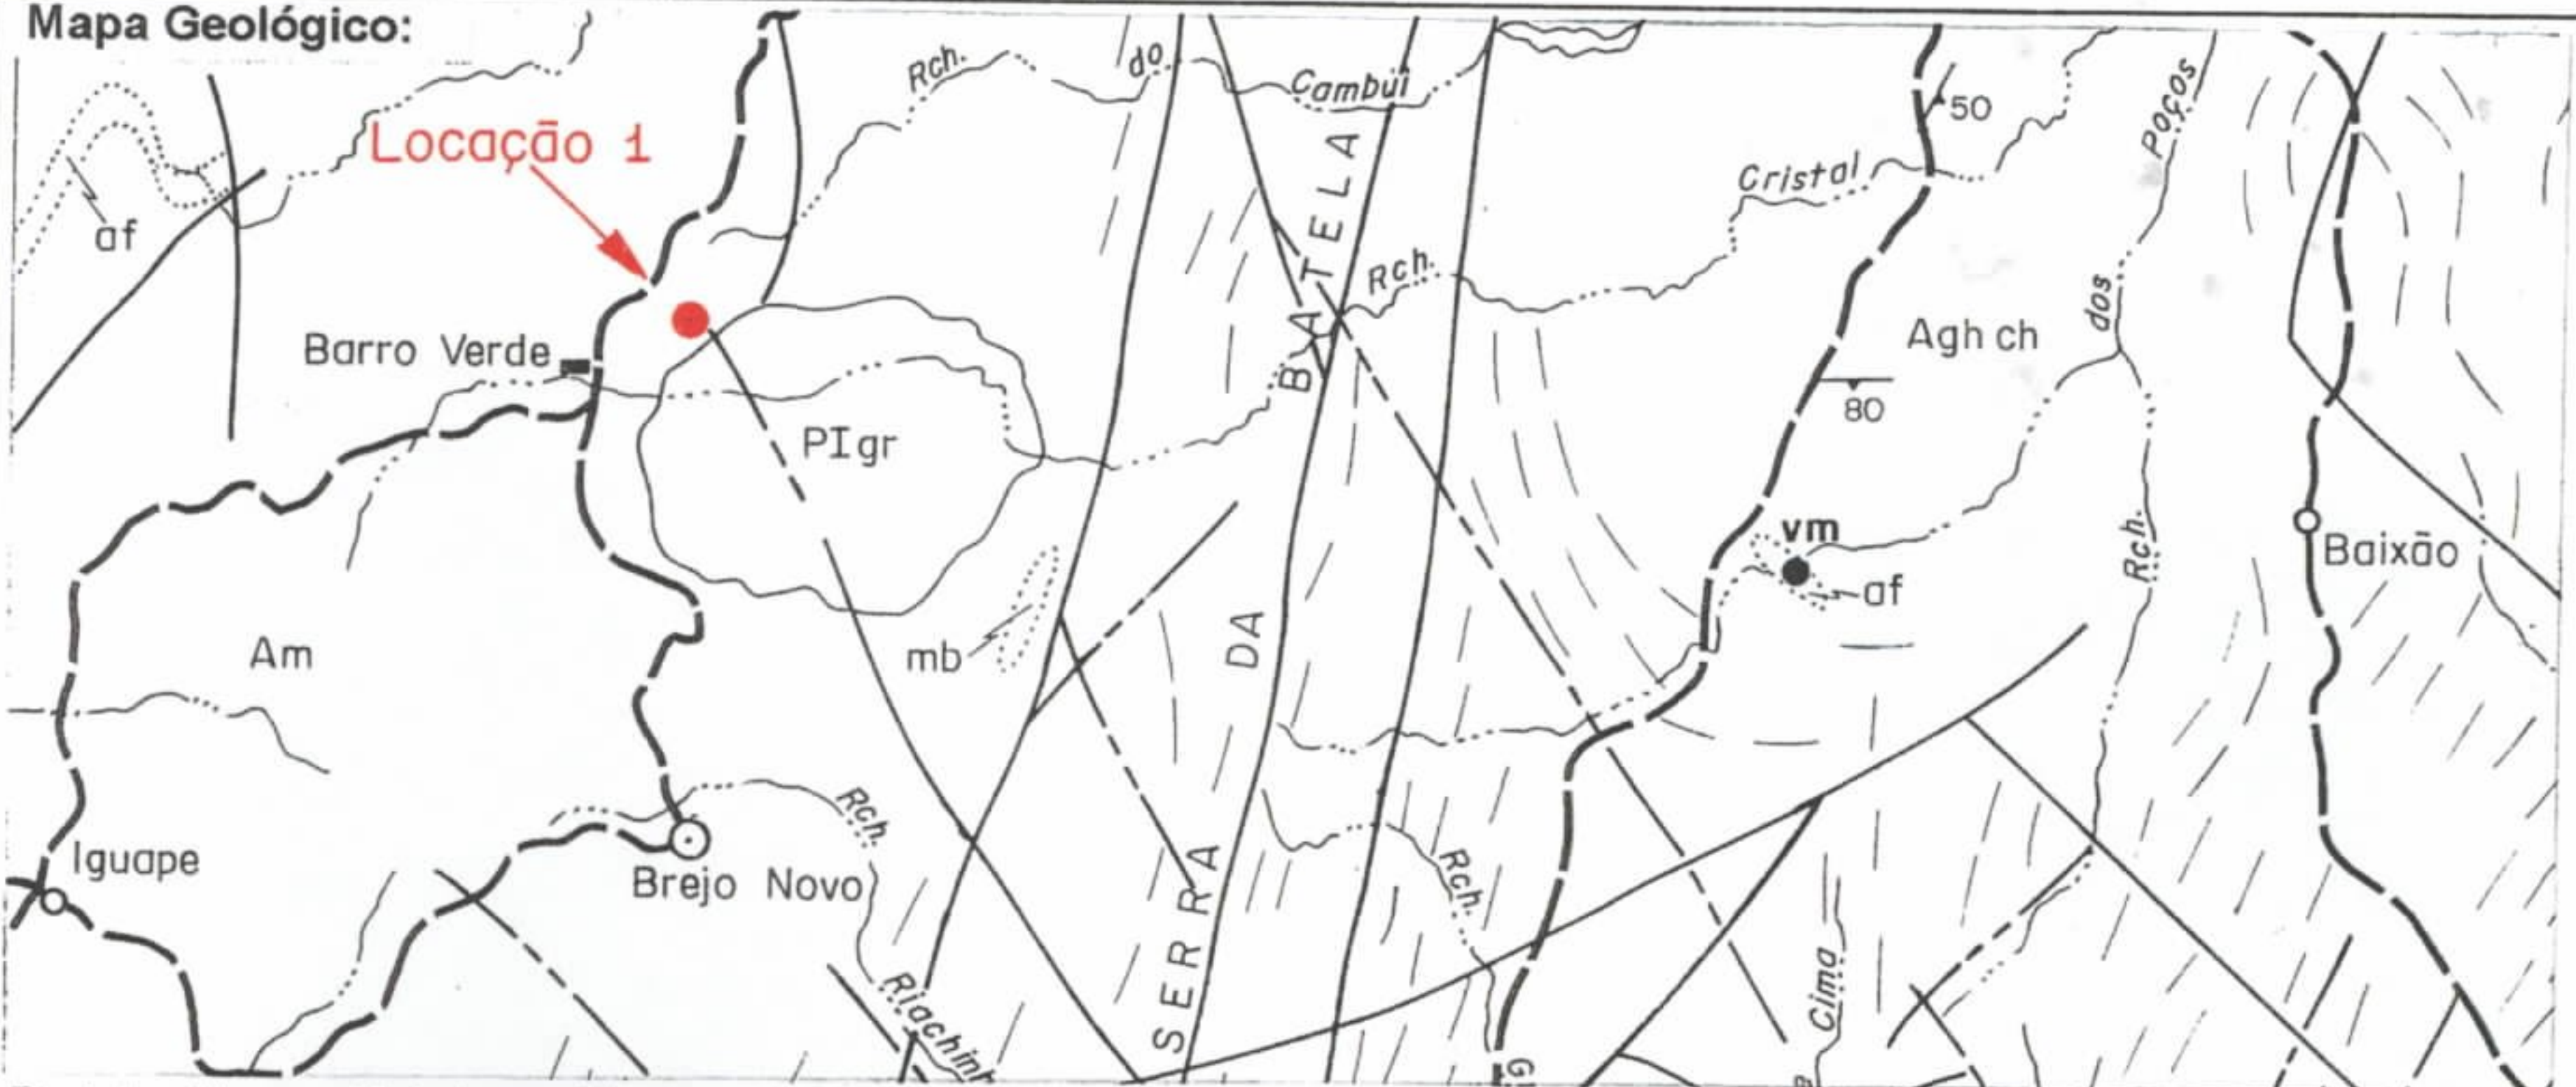 Mapa Geológico:
Rch. do Cambuí
50
Poços
Locação 1
Cristal
af
Rch.
dos
Agh ch
Barro Verde
80
PIgr
vm
Rch.
Baixão
af
mb
Am
SERRA DA BATELA
Rch.
Iguape
Rch.
Brejo Novo
Cima
Riachinh